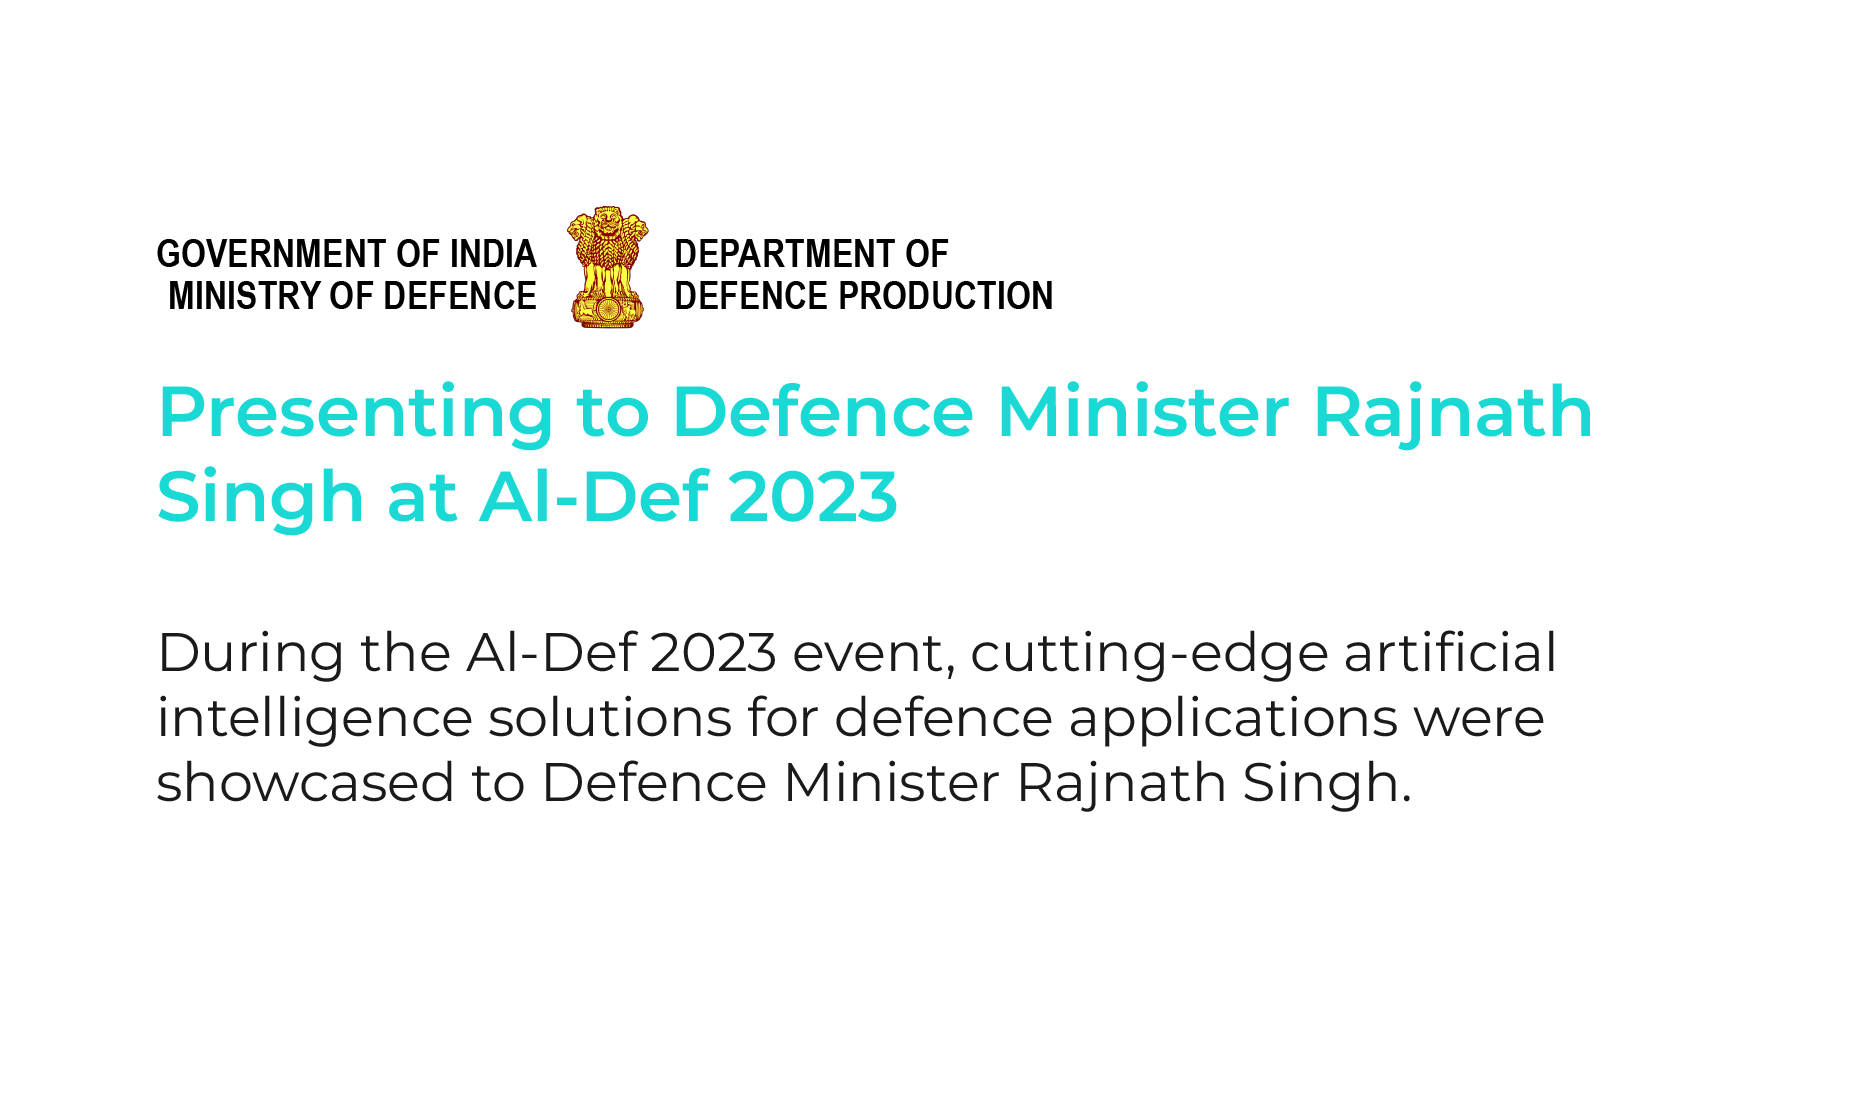 GOVERNMENT OF INDIA
MINISTRY OF DEFENCE
DEPARTMENT OF
DEFENCE PRODUCTION
Presenting to Defence Minister Rajnath
Singh at Al-Def 2023
During the Al-Def 2023 event, cutting-edge artificial
intelligence solutions for defence applications were
showcased to Defence Minister Rajnath Singh.